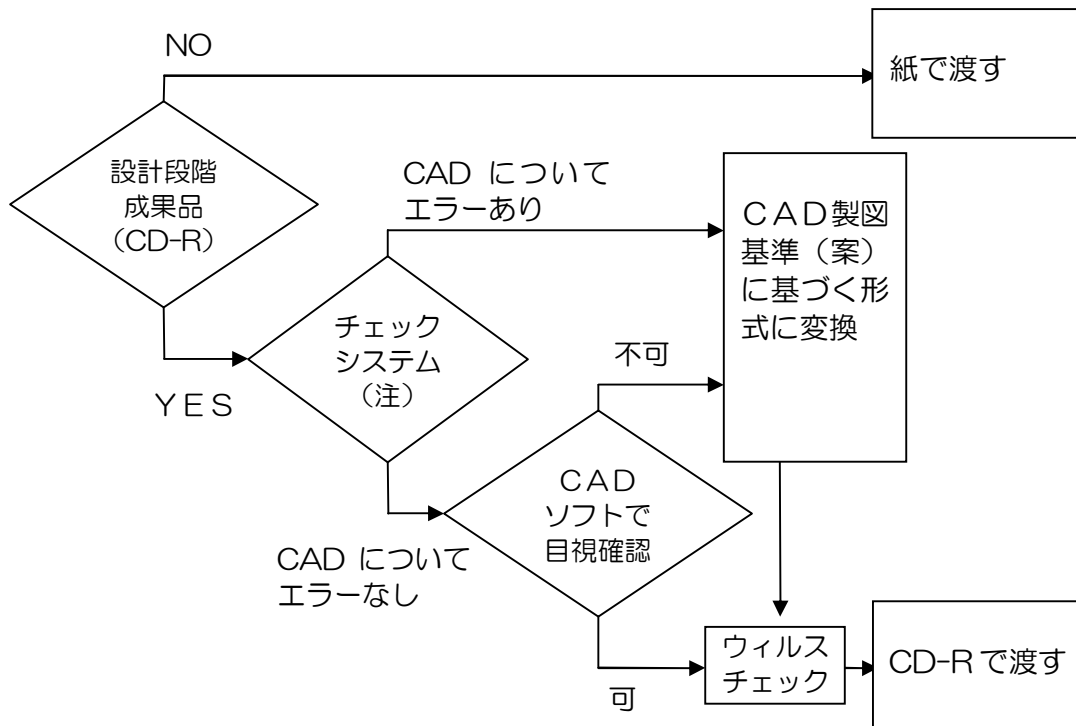 NO
紙で渡す
設計段階
成果品
（CD-R）
CAD について
エラーあり
ＣＡＤ製図
基準（案）
に基づく形
式に変換
チェック
システム
（注）
ＹＥＳ
不可
ＣＡＤ
ソフトで
目視確認
CAD について
エラーなし
可
ウィルス
チェック
CD-R で渡す